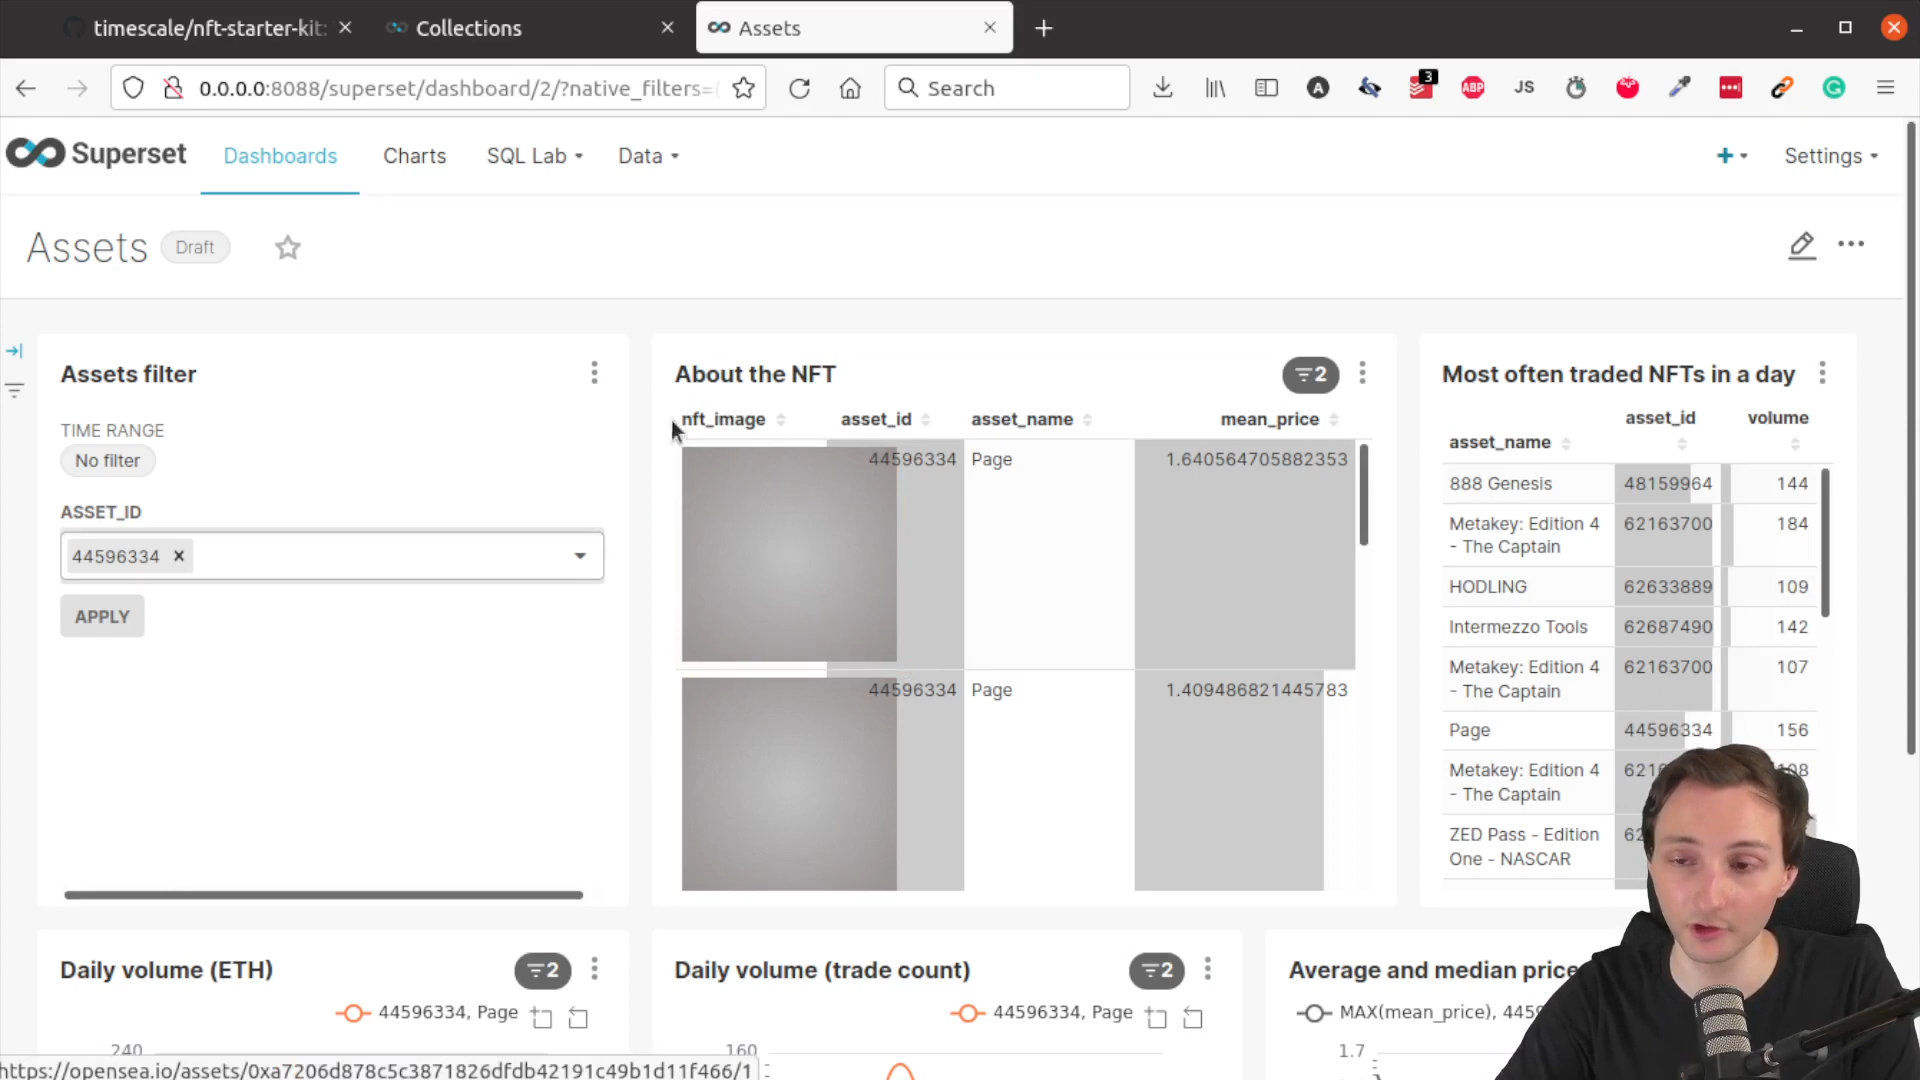 timescale/nft-starter-kit:
Collections
Assets
0.0.0.0:8088/superset/dashboard/2/?native_filters=(
Search
A
3
ABP
JS
Superset
Dashboards
Charts
SQL Lab
Data
Settings
Assets
Draft
Assets filter
TIME RANGE
No filter
ASSET_ID
44596334
APPLY
About the NFT
2
nft_image asset_id asset_name mean_price
44596334 Page 1.640564705882353
44596334 Page 1.409486821445783
Most often traded NFTs in a day
asset_name asset_id volume
888 Genesis 48159964 144
Metakey: Edition 4 62163700 184
- The Captain
HODLING 62633889 109
Intermezzo Tools 62687490 142
Metakey: Edition 4 62163700 107
- The Captain
Page 44596334 156
Metakey: Edition 4
- The Captain
ZED Pass - Edition
One - NASCAR
Daily volume (ETH)
2
44596334, Page
240
Daily volume (trade count)
2
44596334, Page
160
Average and median price
MAX(mean_price), 4459
1.7
https://opensea.io/assets/0xa7206d878c5c3871826dfdb42191c49b1d11f466/1